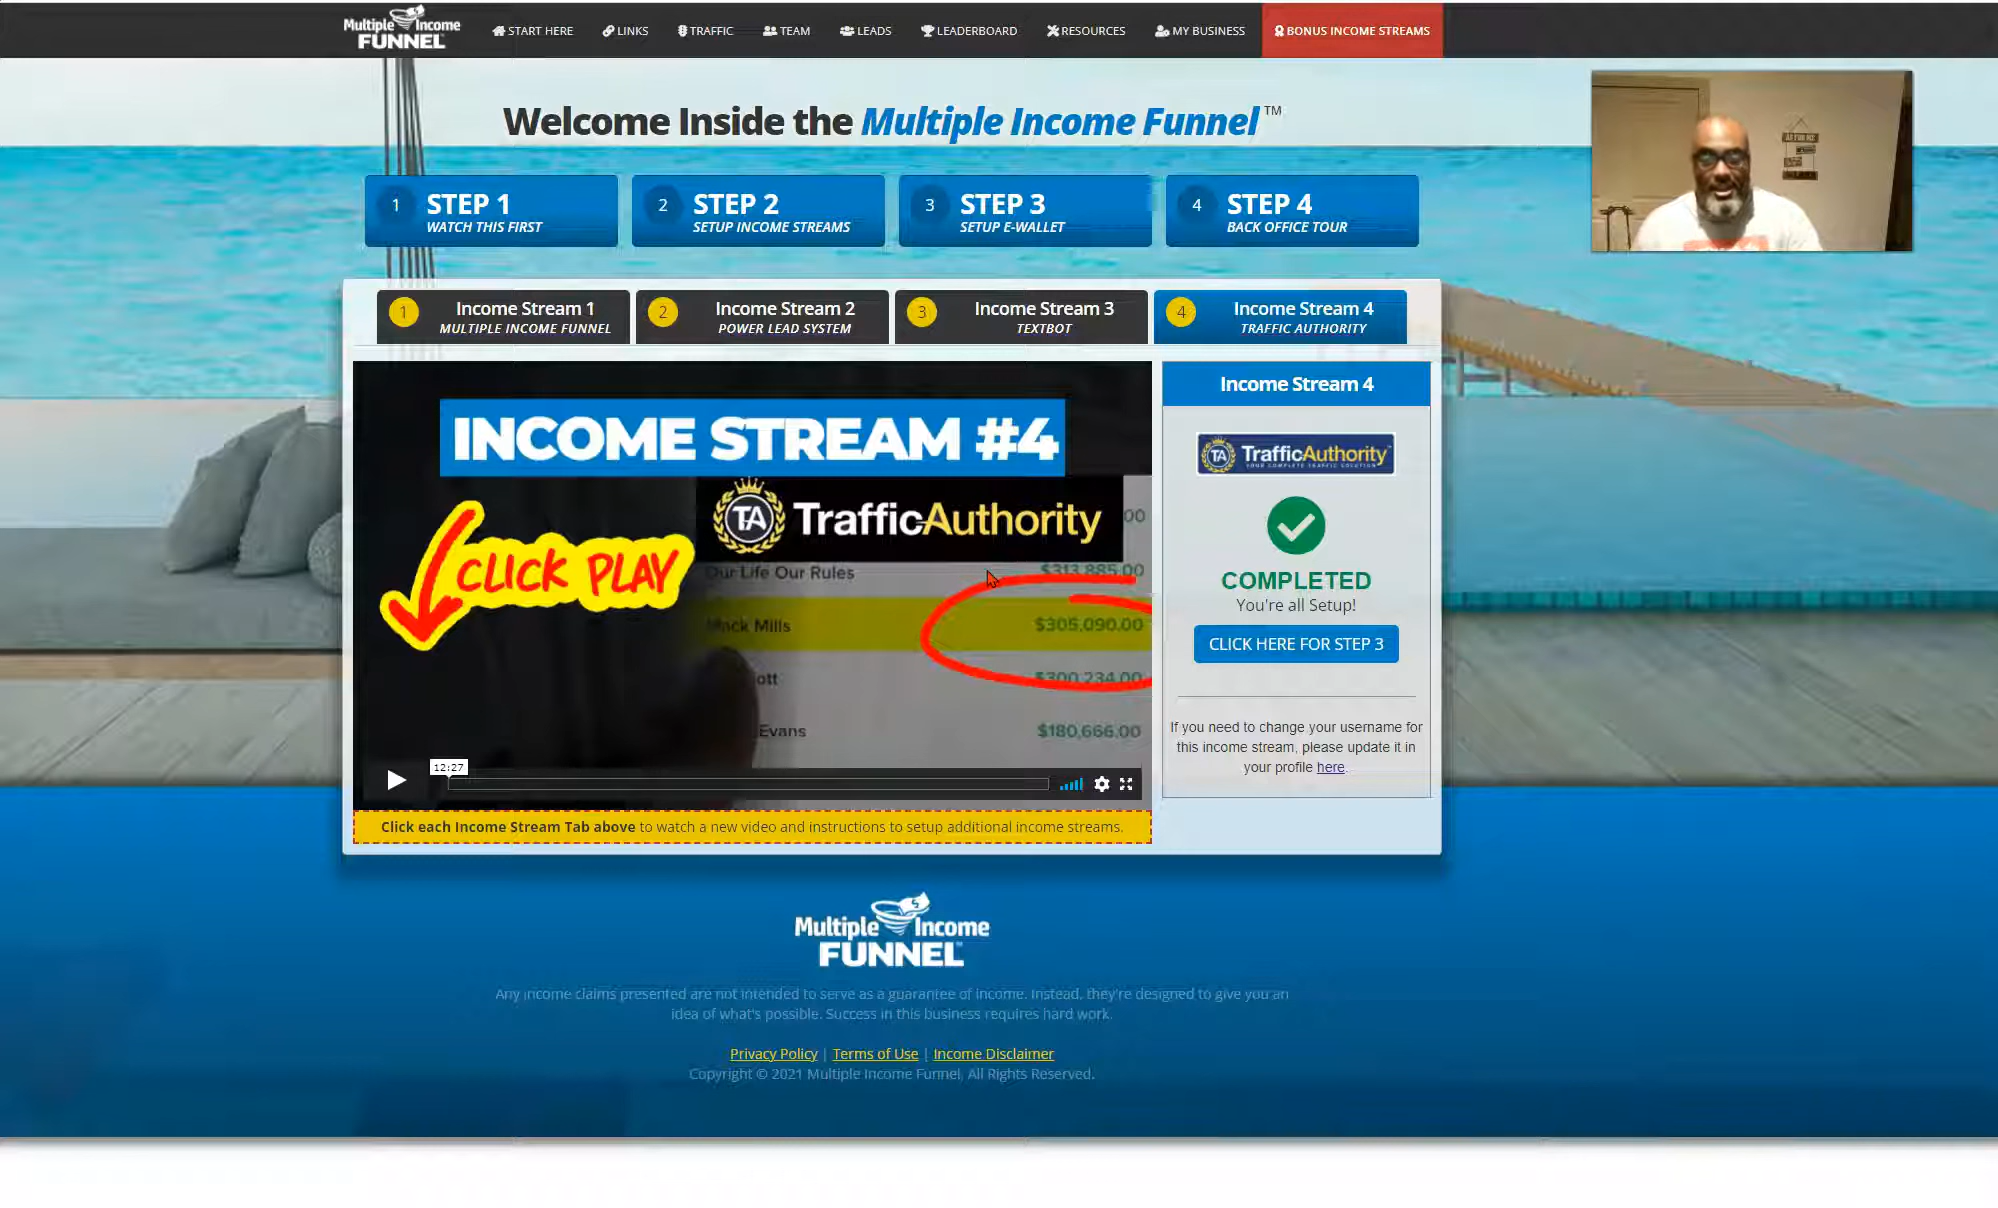 Multiple Income
FUNNEL
START HERE
LINKS
TRAFFIC
TEAM
LEADS
LEADERBOARD
RESOURCES
MY BUSINESS
BONUS INCOME STREAMS
Welcome Inside the Multiple Income Funnel™
1 STEP 1
WATCH THIS FIRST
2 STEP 2
SETUP INCOME STREAMS
3 STEP 3
SETUP E-WALLET
4 STEP 4
BACK OFFICE TOUR
1 Income Stream 1
MULTIPLE INCOME FUNNEL
2 Income Stream 2
POWER LEAD SYSTEM
3 Income Stream 3
TEXTBOT
4 Income Stream 4
TRAFFIC AUTHORITY
INCOME STREAM #4
TA TrafficAuthority
CLICK PLAY
Our Life Our Rules $313,885.00
Mack Mills $305,090.00
ott $300,234.00
Evans $180,666.00
12:27
Click each Income Stream Tab above to watch a new video and instructions to setup additional income streams.
Income Stream 4
TA TrafficAuthority™
YOUR COMPLETE TRAFFIC SOLUTION
COMPLETED
You're all Setup!
CLICK HERE FOR STEP 3
If you need to change your username for
this income stream, please update it in
your profile here.
Multiple Income
FUNNEL
Any income claims presented are not intended to serve as a guarantee of income. Instead, they're designed to give you an
idea of what's possible. Success in this business requires hard work.
Privacy Policy | Terms of Use | Income Disclaimer
Copyright © 2021 Multiple Income Funnel, All Rights Reserved.